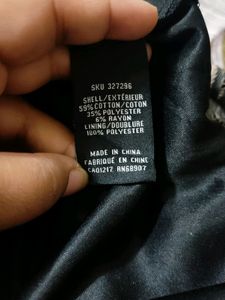 SKU 327296
SHELL/EXTÉRIEUR
59% COTTON/COTON
35% POLYESTER
6% RAYON
LINING/DOUBLURE
100% POLYESTER
MADE IN CHINA
FABRIQUÉ EN CHINE
CA01217 RN68907